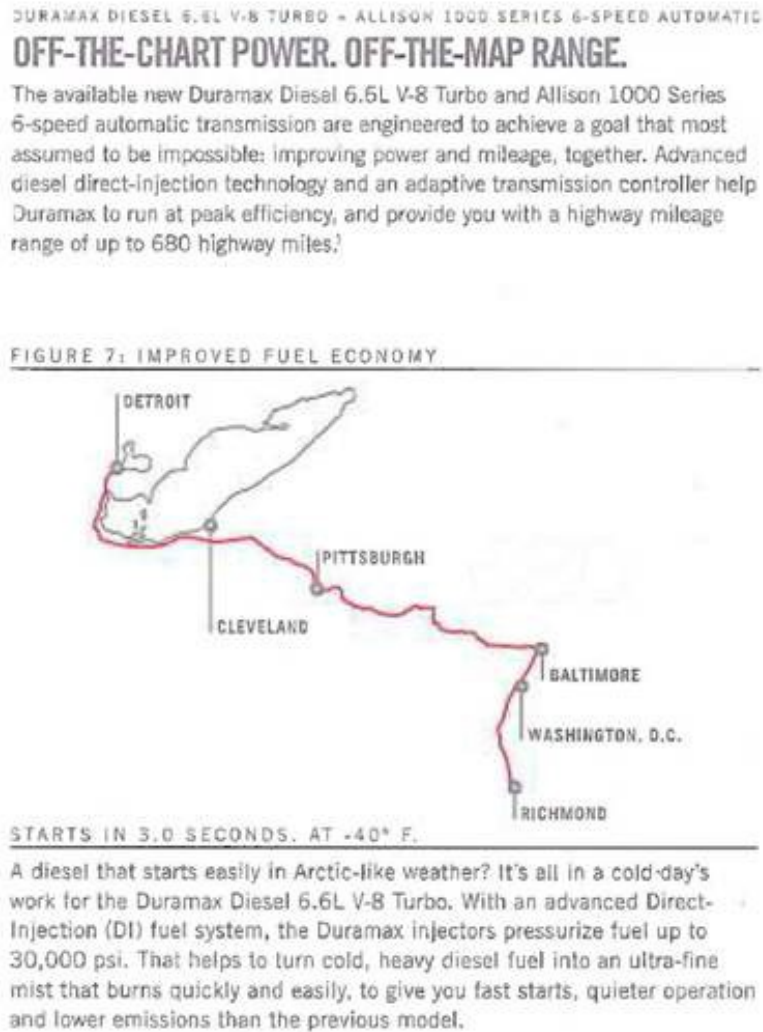 DURAMAX DIESEL 6.6L V-8 TURBO – ALLISON 1000 SERIES 6-SPEED AUTOMATIC
OFF-THE-CHART POWER. OFF-THE-MAP RANGE.
The available new Duramax Diesel 6.6L V-8 Turbo and Allison 1000 Series
6-speed automatic transmission are engineered to achieve a goal that most
assumed to be impossible: improving power and mileage, together. Advanced
diesel direct-injection technology and an adaptive transmission controller help
Duramax to run at peak efficiency, and provide you with a highway mileage
range of up to 680 highway miles.
FIGURE 7: IMPROVED FUEL ECONOMY
DETROIT
PITTSBURGH
CLEVELAND
BALTIMORE
WASHINGTON, D.C.
RICHMOND
STARTS IN 3.0 SECONDS. AT -40° F.
A diesel that starts easily in Arctic-like weather? It's all in a cold-day's
work for the Duramax Diesel 6.6L V-8 Turbo. With an advanced Direct-
Injection (DI) fuel system, the Duramax injectors pressurize fuel up to
30,000 psi. That helps to turn cold, heavy diesel fuel into an ultra-fine
mist that burns quickly and easily, to give you fast starts, quieter operation
and lower emissions than the previous model.